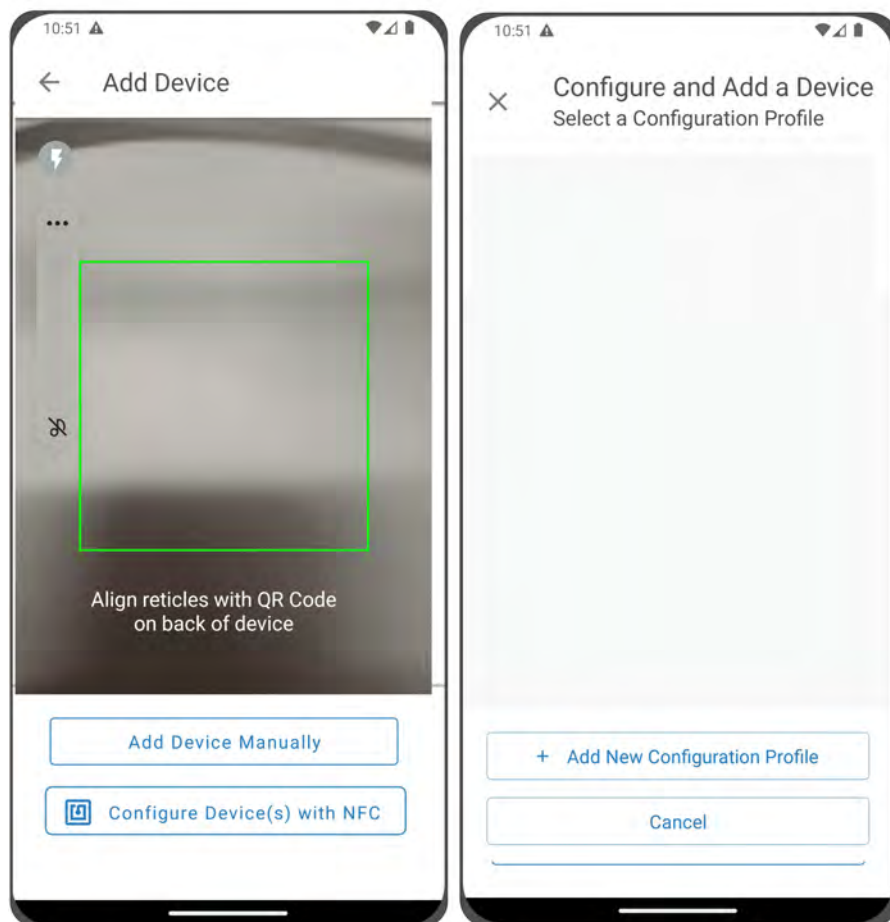 10:51
Add Device
Align reticles with QR Code
on back of device
Add Device Manually
Configure Device(s) with NFC
10:51
Configure and Add a Device
Select a Configuration Profile
+ Add New Configuration Profile
Cancel